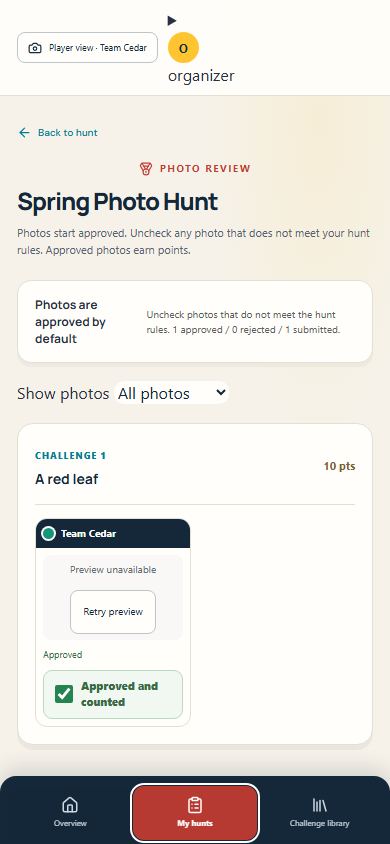 Player view · Team Cedar
O
organizer
Back to hunt
PHOTO REVIEW
Spring Photo Hunt
Photos start approved. Uncheck any photo that does not meet your hunt
rules. Approved photos earn points.
Photos are
approved by
default
Uncheck photos that do not meet the hunt
rules. 1 approved / 0 rejected / 1 submitted.
Show photos All photos
CHALLENGE 1
A red leaf
10 pts
Team Cedar
Preview unavailable
Retry preview
Approved
Approved and
counted
Overview
My hunts
Challenge library